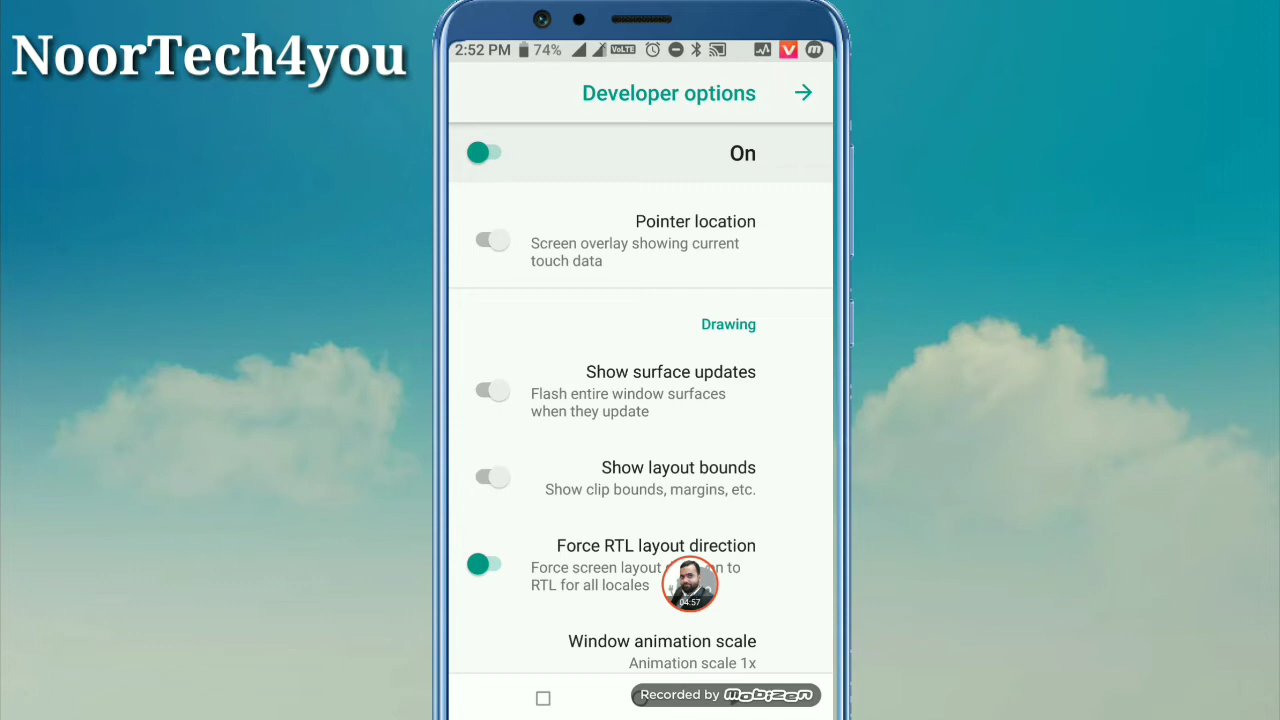 NoorTech4you
2:52 PM 74% VoLTE
Developer options
On
Pointer location
Screen overlay showing current
touch data
Drawing
Show surface updates
Flash entire window surfaces
when they update
Show layout bounds
Show clip bounds, margins, etc.
Force RTL layout direction
Force screen layout to
RTL for all locales
04:57
Window animation scale
Animation scale 1x
Recorded by mobizen